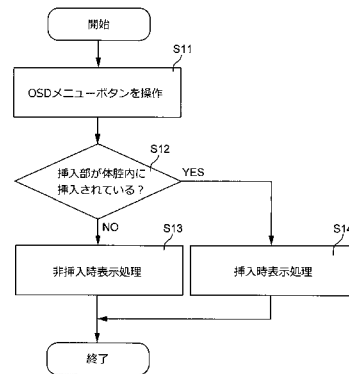 開始
S11
OSDメニューボタンを操作
S12
挿入部が体腔内に
挿入されている？
YES
NO
S13
非挿入時表示処理
S14
挿入時表示処理
終了